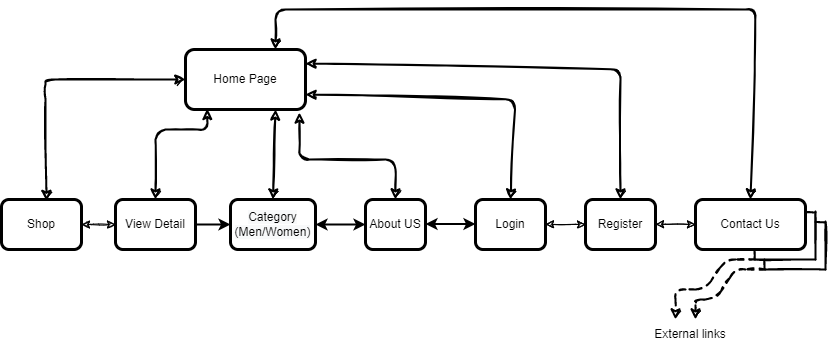 Home Page
Shop
View Detail
Category
(Men/Women)
About US
Login
Register
Contact Us
External links